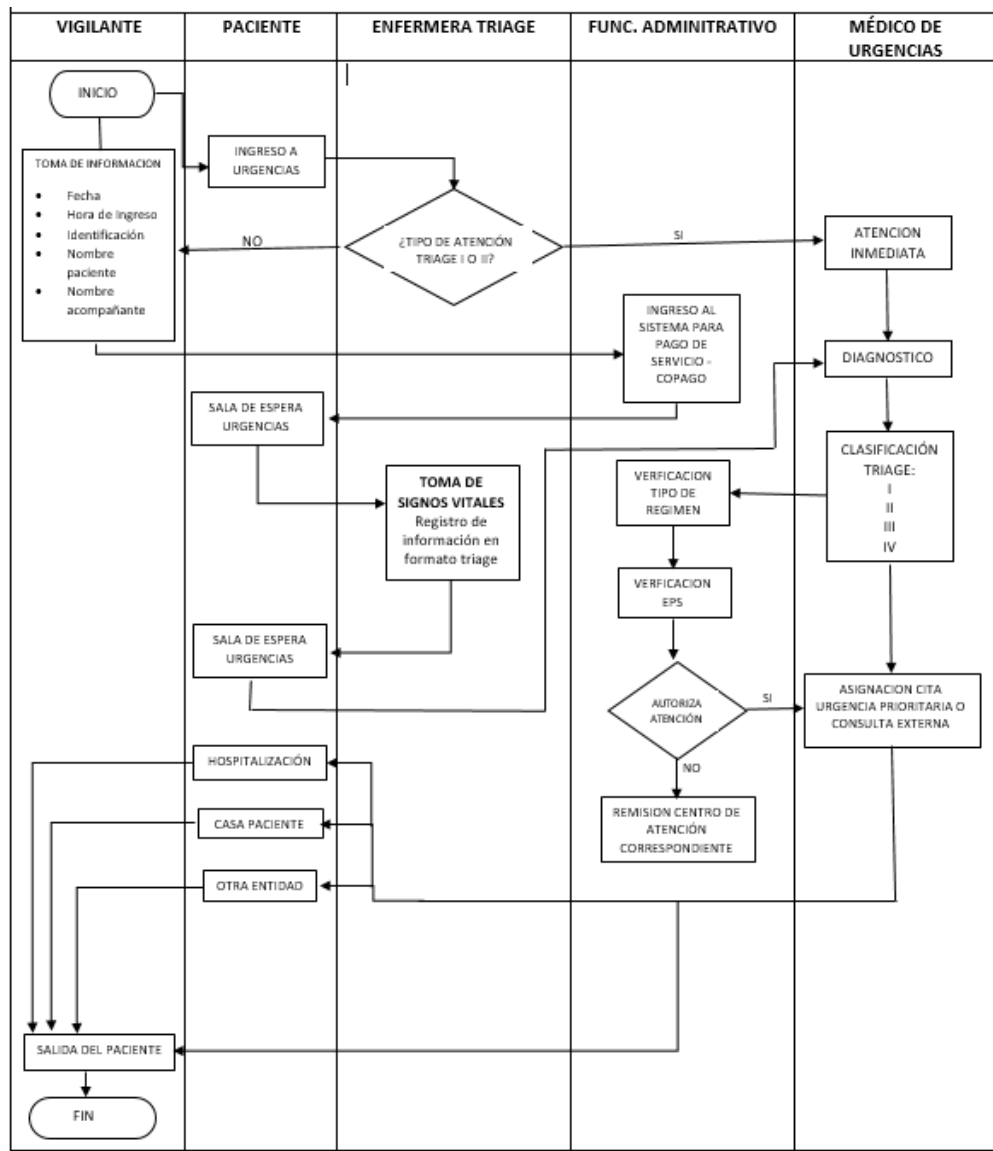 VIGILANTE
PACIENTE
ENFERMERA TRIAGE
FUNC. ADMINITRATIVO
MÉDICO DE
URGENCIAS
INICIO
TOMA DE INFORMACION
• Fecha
• Hora de Ingreso
• Identificación
• Nombre
paciente
• Nombre
acompañante
INGRESO A
URGENCIAS
¿TIPO DE ATENCIÓN
TRIAGE I O II?
NO
SI
ATENCION
INMEDIATA
INGRESO AL
SISTEMA PARA
PAGO DE
SERVICIO -
COPAGO
DIAGNOSTICO
SALA DE ESPERA
URGENCIAS
CLASIFICACIÓN
TRIAGE:
I
II
III
IV
TOMA DE
SIGNOS VITALES
Registro de
información en
formato triage
VERFICACION
TIPO DE
REGIMEN
VERFICACION
EPS
SALA DE ESPERA
URGENCIAS
AUTORIZA
ATENCIÓN
SI
NO
ASIGNACION CITA
URGENCIA PRIORITARIA O
CONSULTA EXTERNA
HOSPITALIZACIÓN
CASA PACIENTE
OTRA ENTIDAD
REMISION CENTRO DE
ATENCIÓN
CORRESPONDIENTE
SALIDA DEL PACIENTE
FIN